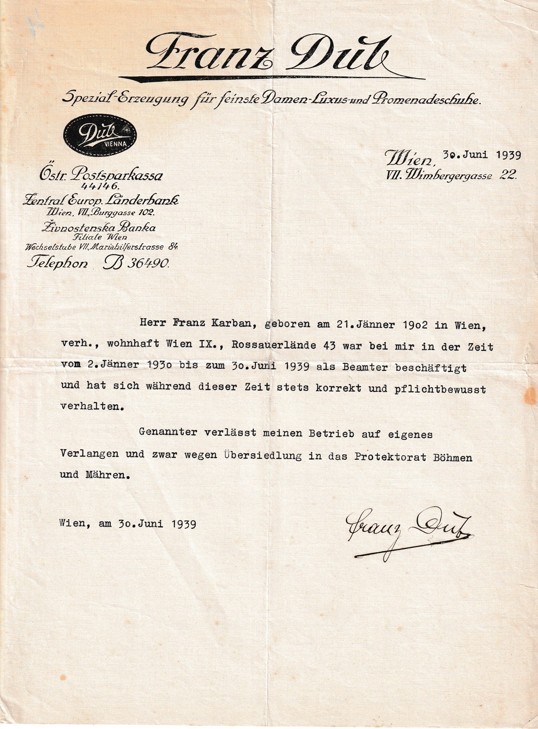 Franz Dub
Spezial-Erzeugung für feinste Damen-Luxus-und Promenadeschuhe.
Dub
VIENNA
Östr. Postsparkassa
44146.
Zentral Europ. Länderbank
Wien, VII., Burggasse 102.
Živnostenska Banka
Filiale Wien
Wechselstube VII., Mariahilferstrasse 84
Telephon B 36490.
Wien, 30.Juni 1939
VII. Wimbergergasse 22.
Herr Franz Karban, geboren am 21.Jänner 1902 in Wien,
verh., wohnhaft Wien IX., Rossauerlände 43 war bei mir in der Zeit
vom 2.Jänner 1930 bis zum 30.Juni 1939 als Beamter beschäftigt
und hat sich während dieser Zeit stets korrekt und pflichtbewusst
verhalten.
Genannter verlässt meinen Betrieb auf eigenes
Verlangen und zwar wegen Übersiedlung in das Protektorat Böhmen
und Mähren.
Wien, am 30.Juni 1939
Franz Dub